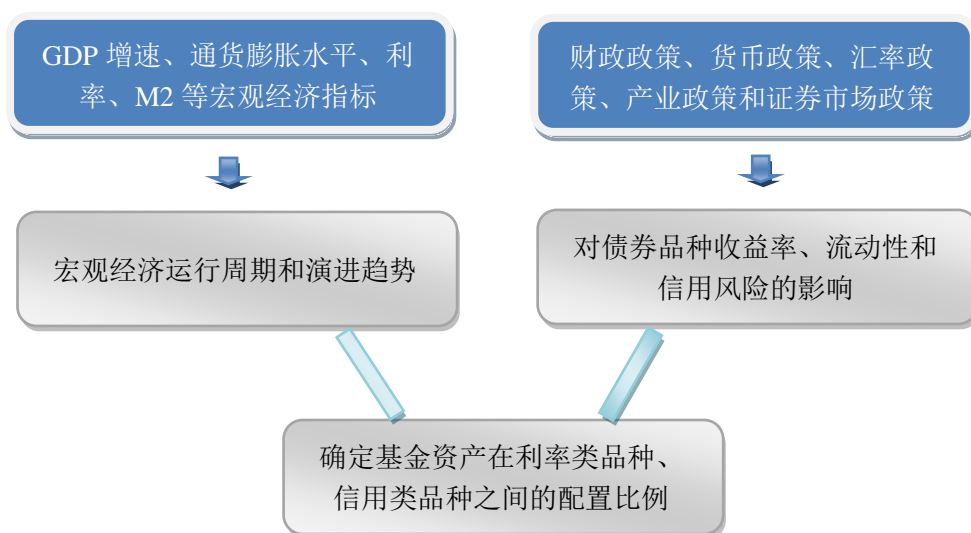 GDP 增速、通货膨胀水平、利
率、M2 等宏观经济指标
财政政策、货币政策、汇率政
策、产业政策和证券市场政策
宏观经济运行周期和演进趋势
对债券品种收益率、流动性和
信用风险的影响
确定基金资产在利率类品种、
信用类品种之间的配置比例